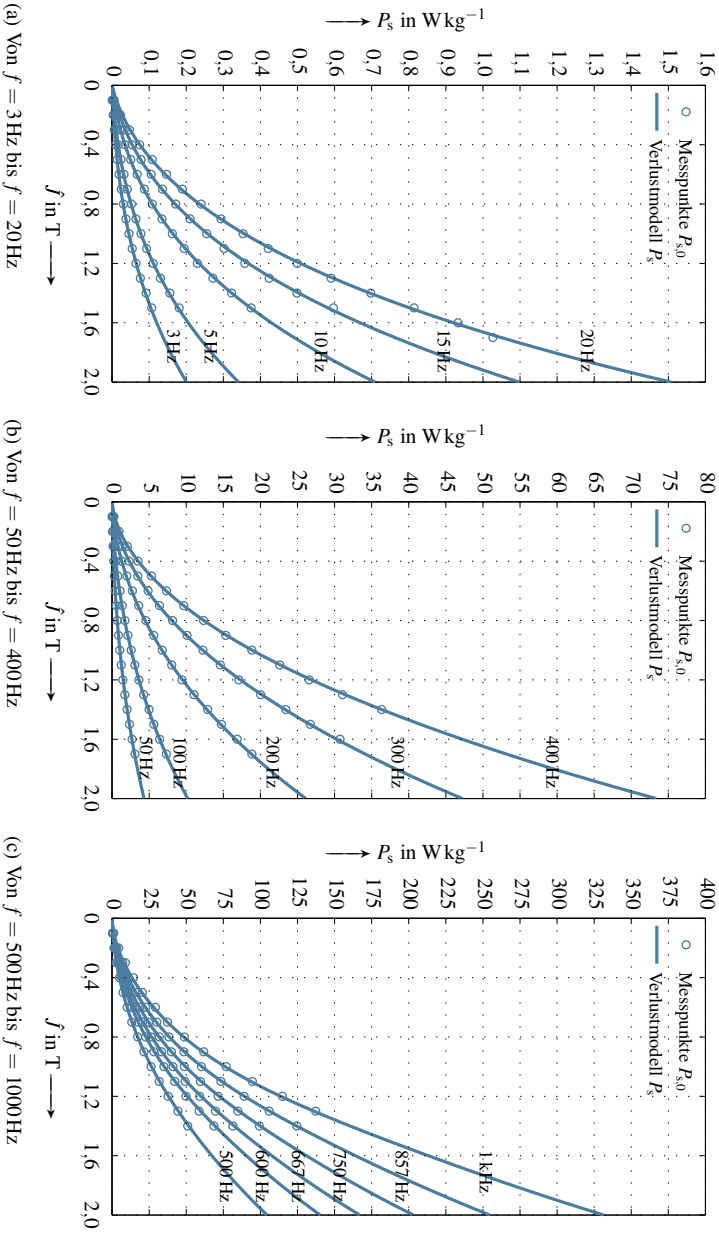 1,6
1,5
1,4
1,3
1,2
1,1
1,0
0,9
0,8
0,7
0,6
0,5
0,4
0,3
0,2
0,1
0
⟶ Pₛ in W kg⁻¹
Messpunkte Pₛ,₀
Verlustmodell Pₛ
20 Hz
15 Hz
10 Hz
5 Hz
3 Hz
0 0,4 0,8 1,2 1,6 2,0
Ĵ in T ⟶
(a) Von f = 3 Hz bis f = 20 Hz
80
75
70
65
60
55
50
45
40
35
30
25
20
15
10
5
0
⟶ Pₛ in W kg⁻¹
Messpunkte Pₛ,₀
Verlustmodell Pₛ
400 Hz
300 Hz
200 Hz
100 Hz
50 Hz
0 0,4 0,8 1,2 1,6 2,0
Ĵ in T ⟶
(b) Von f = 50 Hz bis f = 400 Hz
400
375
350
325
300
275
250
225
200
175
150
125
100
75
50
25
0
⟶ Pₛ in W kg⁻¹
Messpunkte Pₛ,₀
Verlustmodell Pₛ
1 kHz
857 Hz
750 Hz
667 Hz
600 Hz
500 Hz
0 0,4 0,8 1,2 1,6 2,0
Ĵ in T ⟶
(c) Von f = 500 Hz bis f = 1000 Hz